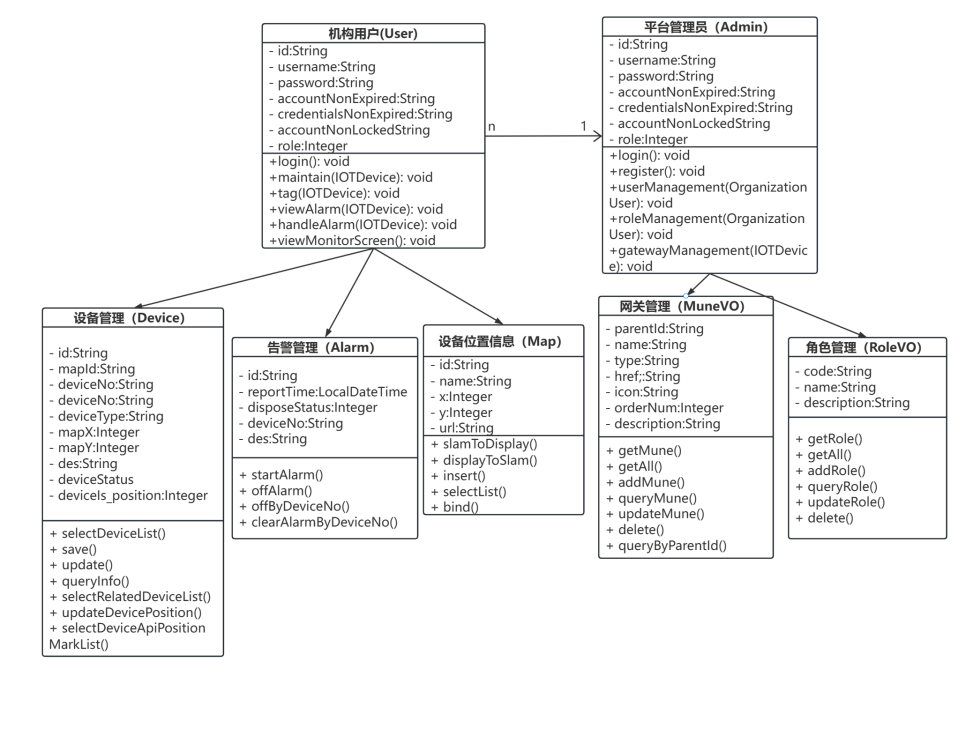 机构用户(User)
- id:String
- username:String
- password:String
- accountNonExpired:String
- credentialsNonExpired:String
- accountNonLockedString
- role:Integer
+login(): void
+maintain(IOTDevice): void
+tag(IOTDevice): void
+viewAlarm(IOTDevice): void
+handleAlarm(IOTDevice): void
+viewMonitorScreen(): void
n
1
平台管理员（Admin）
- id:String
- username:String
- password:String
- accountNonExpired:String
- credentialsNonExpired:String
- accountNonLockedString
- role:Integer
+login(): void
+register(): void
+userManagement(Organization
User): void
+roleManagement(Organization
User): void
+gatewayManagement(IOTDevic
e): void
设备管理（Device）
- id:String
- mapId:String
- deviceNo:String
- deviceNo:String
- deviceType:String
- mapX:Integer
- mapY:Integer
- des:String
- deviceStatus
- deviceIs_position:Integer
+ selectDeviceList()
+ save()
+ update()
+ queryInfo()
+ selectRelatedDeviceList()
+ updateDevicePosition()
+ selectDeviceApiPosition
MarkList()
告警管理（Alarm）
- id:String
- reportTime:LocalDateTime
- disposeStatus:Integer
- deviceNo:String
- des:String
+ startAlarm()
+ offAlarm()
+ offByDeviceNo()
+ clearAlarmByDeviceNo()
设备位置信息（Map）
- id:String
- name:String
- x:Integer
- y:Integer
- url:String
+ slamToDisplay()
+ displayToSlam()
+ insert()
+ selectList()
+ bind()
网关管理（MuneVO）
- parentId:String
- name:String
- type:String
- href;:String
- icon:String
- orderNum:Integer
- description:String
+ getMune()
+ getAll()
+ addMune()
+ queryMune()
+ updateMune()
+ delete()
+ queryByParentId()
角色管理（RoleVO）
- code:String
- name:String
- description:String
+ getRole()
+ getAll()
+ addRole()
+ queryRole()
+ updateRole()
+ delete()